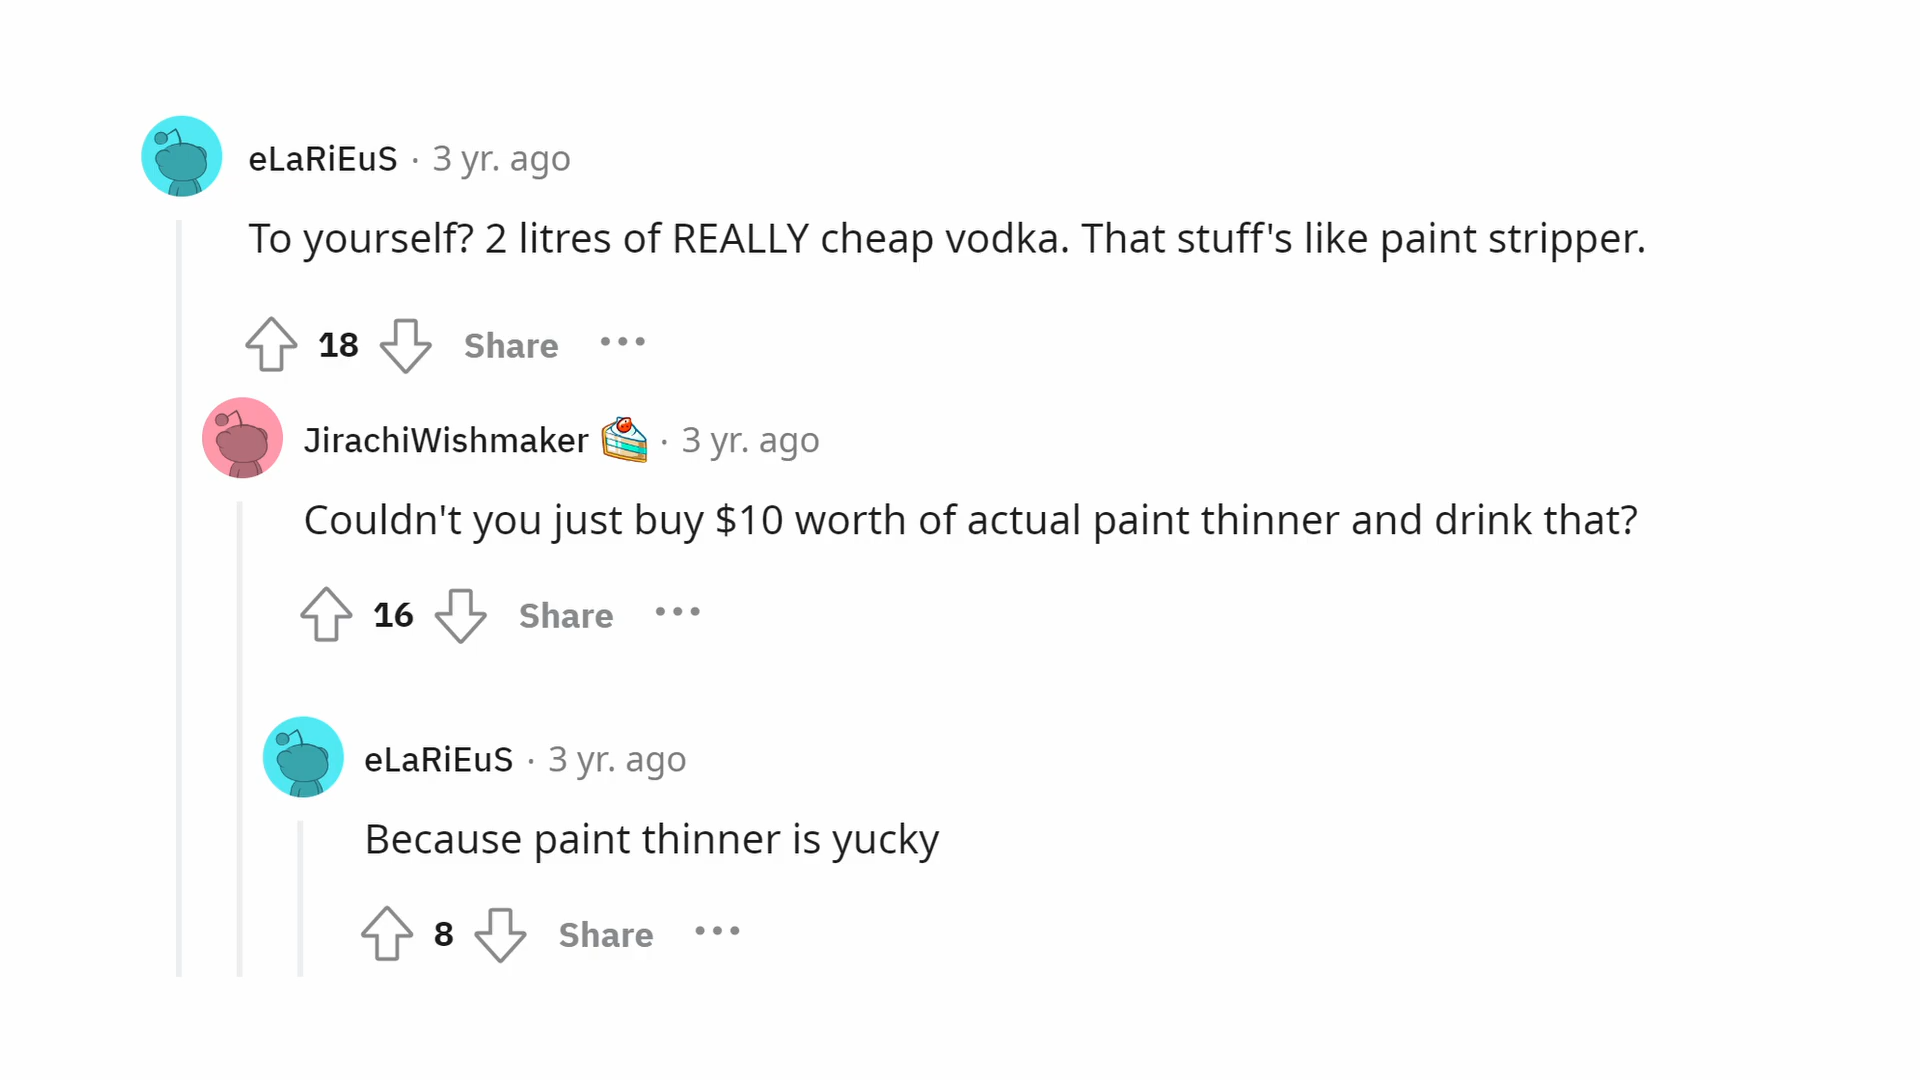 eLaRiEuS · 3 yr. ago
To yourself? 2 litres of REALLY cheap vodka. That stuff's like paint stripper.
18 Share ···
JirachiWishmaker · 3 yr. ago
Couldn't you just buy $10 worth of actual paint thinner and drink that?
16 Share ···
eLaRiEuS · 3 yr. ago
Because paint thinner is yucky
8 Share ···